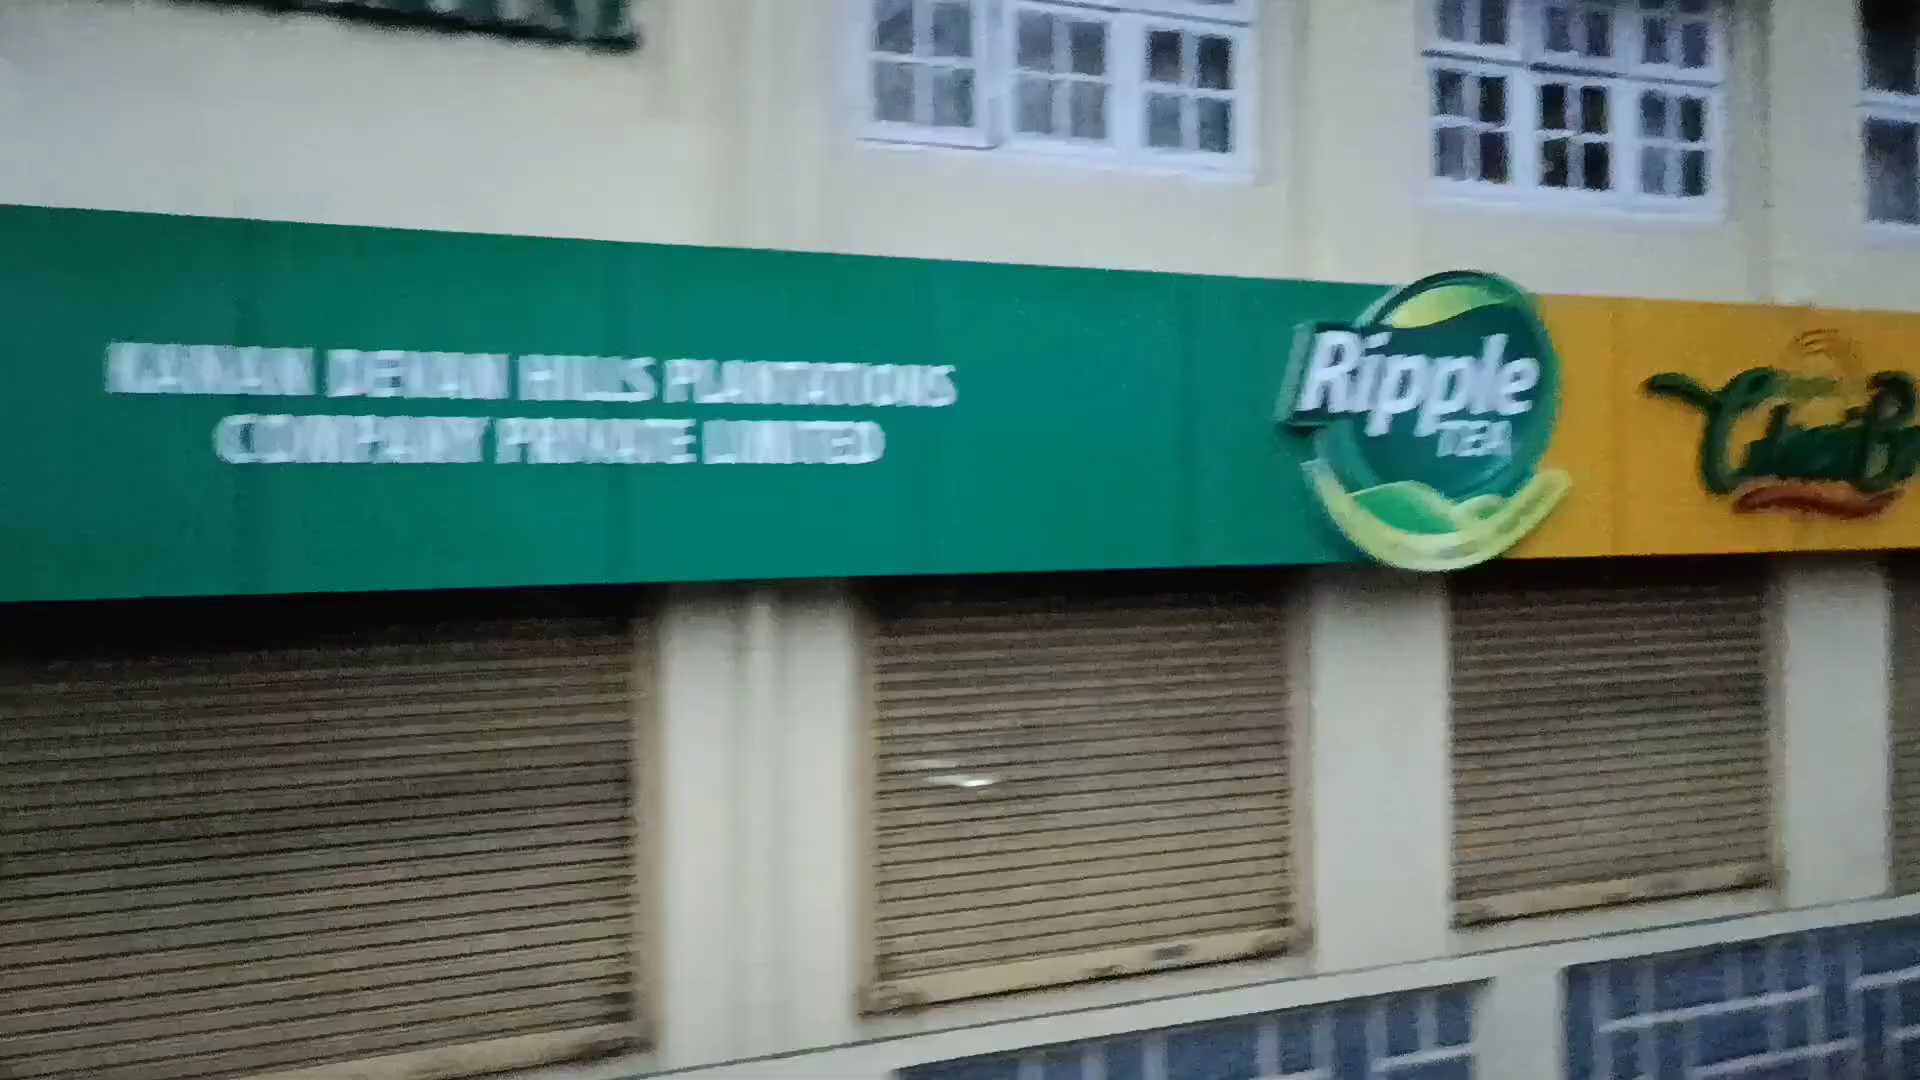 KANAN DEVAN HILLS PLANTATIONS
COMPANY PRIVATE LIMITED
Ripple
TEA